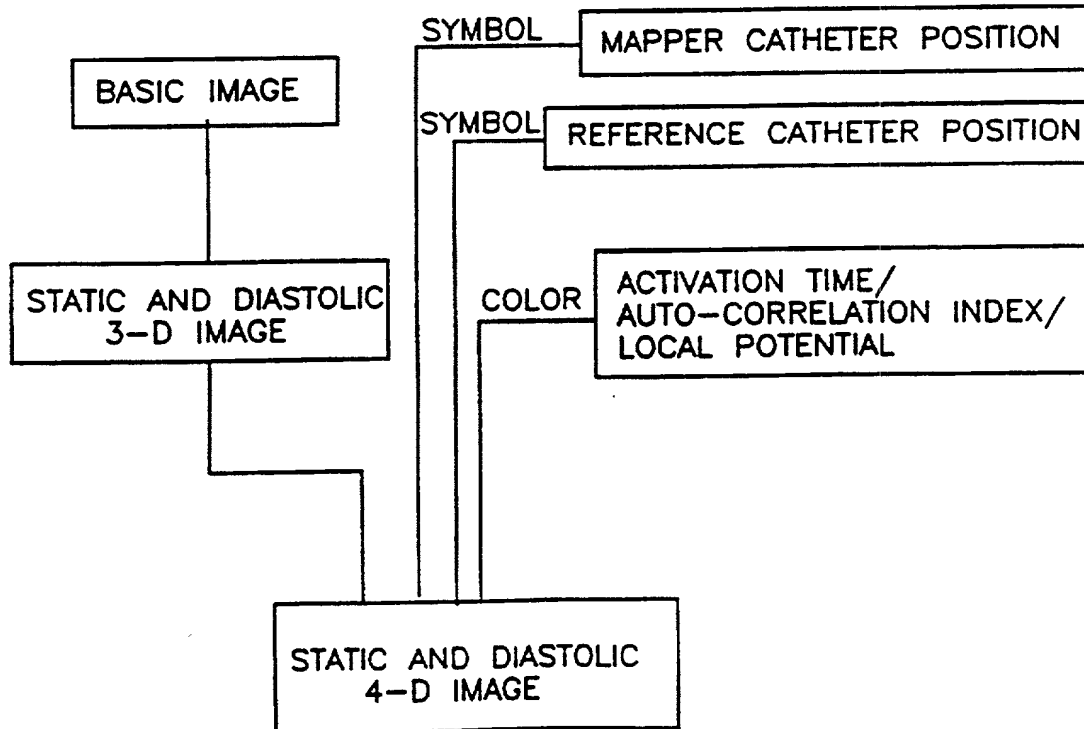 SYMBOL
MAPPER CATHETER POSITION
BASIC IMAGE
SYMBOL
REFERENCE CATHETER POSITION
STATIC AND DIASTOLIC
3-D IMAGE
COLOR
ACTIVATION TIME/
AUTO-CORRELATION INDEX/
LOCAL POTENTIAL
STATIC AND DIASTOLIC
4-D IMAGE